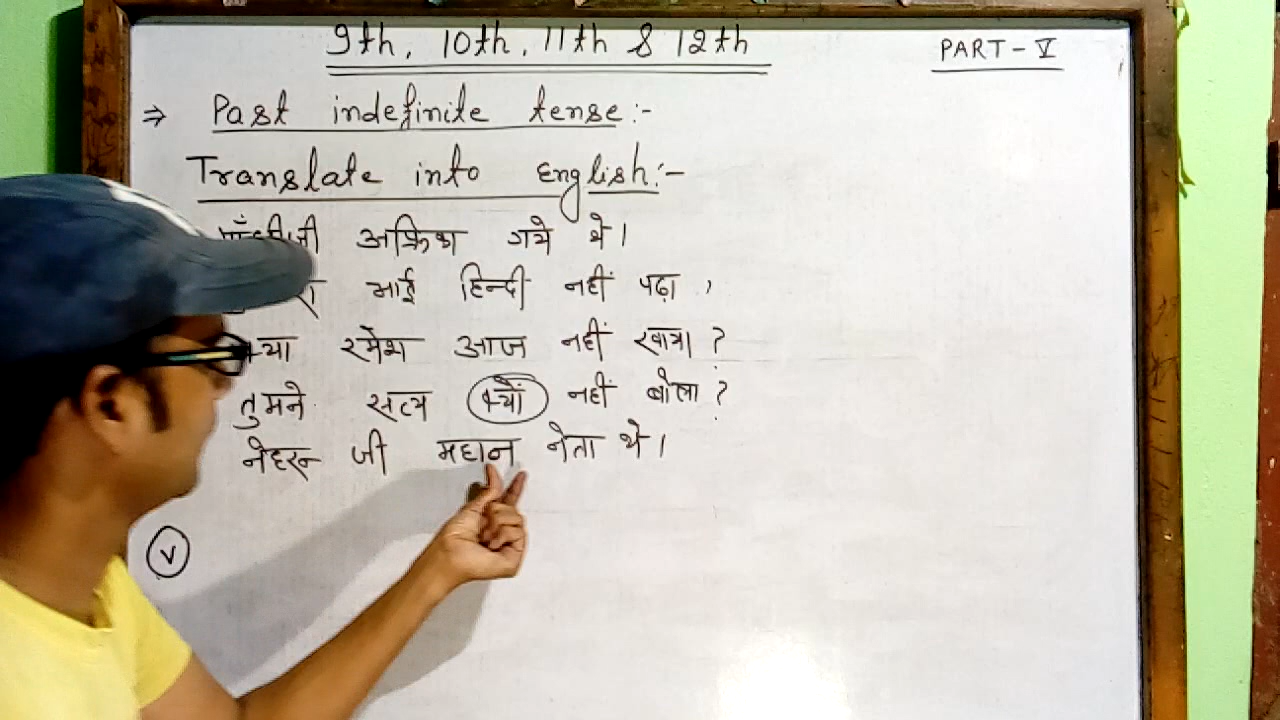 9th, 10th, 11th & 12th
PART - V
⇒ Past indefinite tense :-
Translate into English :-
अफ्रिका गये थे।
भाई हिन्दी नहीं पढ़ा ,
रमेश आज नहीं खाया ?
तुमने सत्य क्यों नहीं बोला ?
नेहरू जी महान नेता थे।
V